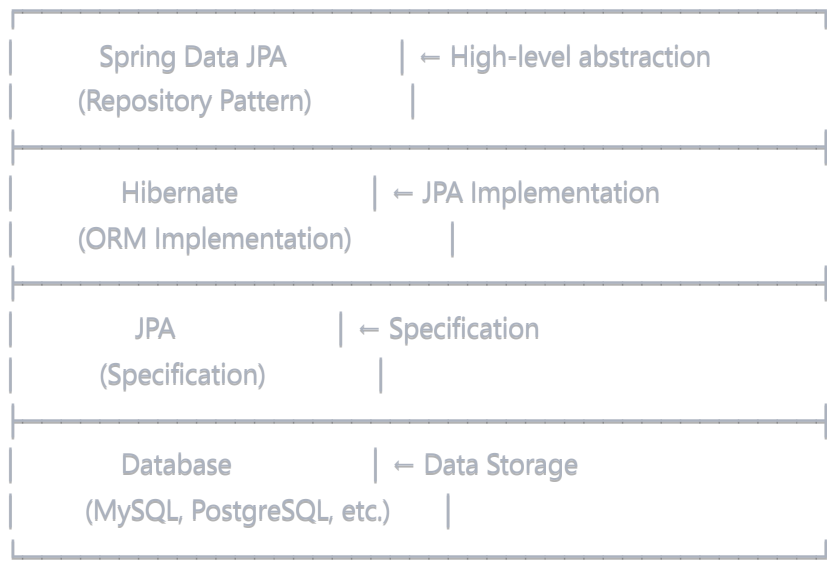 Spring Data JPA │ ← High-level abstraction
│ (Repository Pattern) │
│ Hibernate │ ← JPA Implementation
│ (ORM Implementation) │
│ JPA │ ← Specification
│ (Specification) │
│ Database │ ← Data Storage
│ (MySQL, PostgreSQL, etc.) │